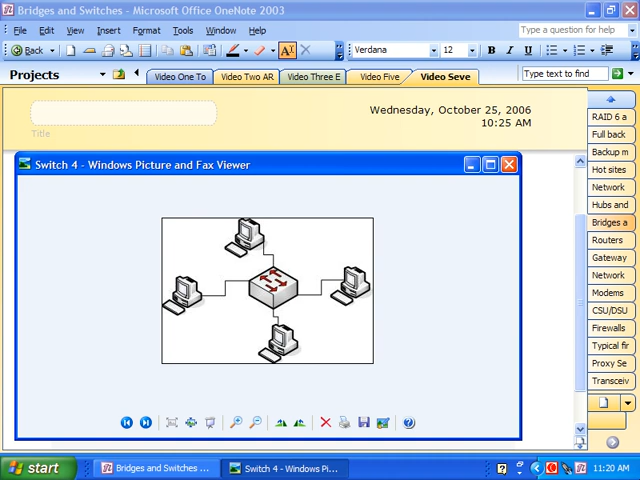 Bridges and Switches - Microsoft Office OneNote 2003
File Edit View Insert Format Tools Window Help
Type a question for help
Back
Verdana 12 B I U
Projects
Video One To
Video Two AR
Video Three E
Video Five
Video Seve
Type text to find
Wednesday, October 25, 2006
10:25 AM
Title
Switch 4 - Windows Picture and Fax Viewer
RAID 6 a
Full back
Backup m
Hot sites
Network
Hubs and
Bridges a
Routers
Gateway
Network
Modems
CSU/DSU
Firewalls
Typical fir
Proxy Se
Transceiv
start
Bridges and Switches ...
Switch 4 - Windows Pi...
11:20 AM